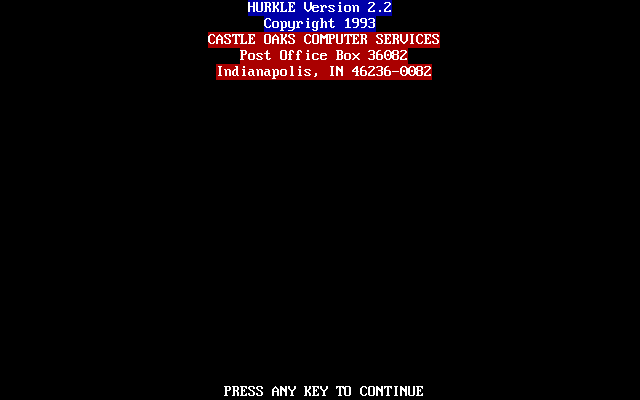 HURKLE Version 2.2
Copyright 1993
CASTLE OAKS COMPUTER SERVICES
Post Office Box 36082
Indianapolis, IN 46236-0082
PRESS ANY KEY TO CONTINUE